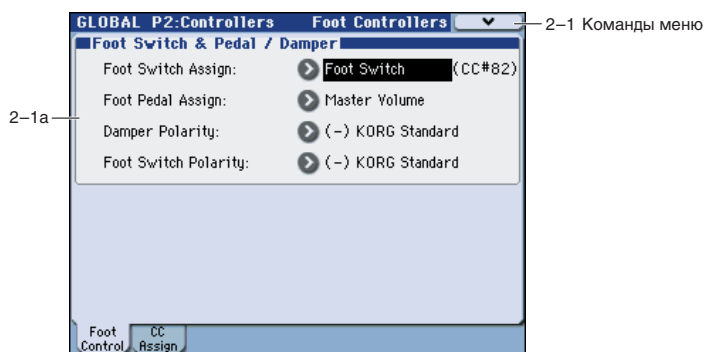 GLOBAL P2:Controllers Foot Controllers
2–1 Команды меню
Foot Switch & Pedal / Damper
Foot Switch Assign: Foot Switch (CC#82)
Foot Pedal Assign: Master Volume
2–1a
Damper Polarity: (-) KORG Standard
Foot Switch Polarity: (-) KORG Standard
Foot Control
CC Assign